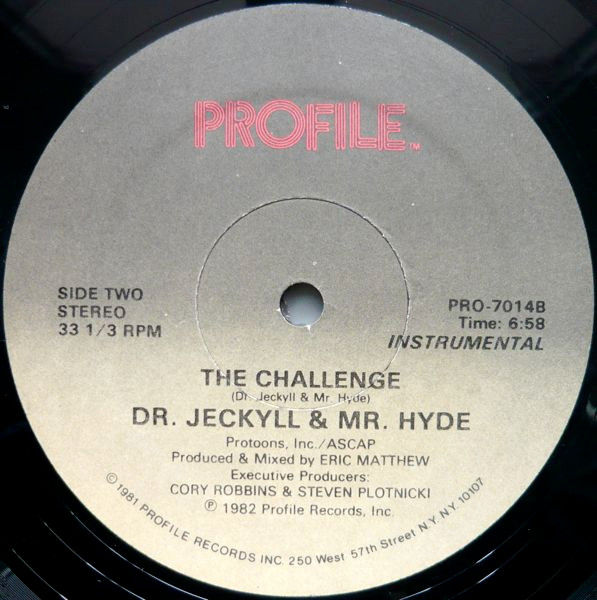 PROFILE™
SIDE TWO
STEREO
33 1/3 RPM
PRO-7014B
Time: 6:58
INSTRUMENTAL
THE CHALLENGE
(Dr. Jeckyll & Mr. Hyde)
DR. JECKYLL & MR. HYDE
Protoons, Inc./ASCAP
Produced & Mixed by ERIC MATTHEW
Executive Producers:
CORY ROBBINS & STEVEN PLOTNICKI
℗ 1982 Profile Records, Inc.
© 1981 PROFILE RECORDS INC. 250 West 57th Street N.Y. N.Y. 10107